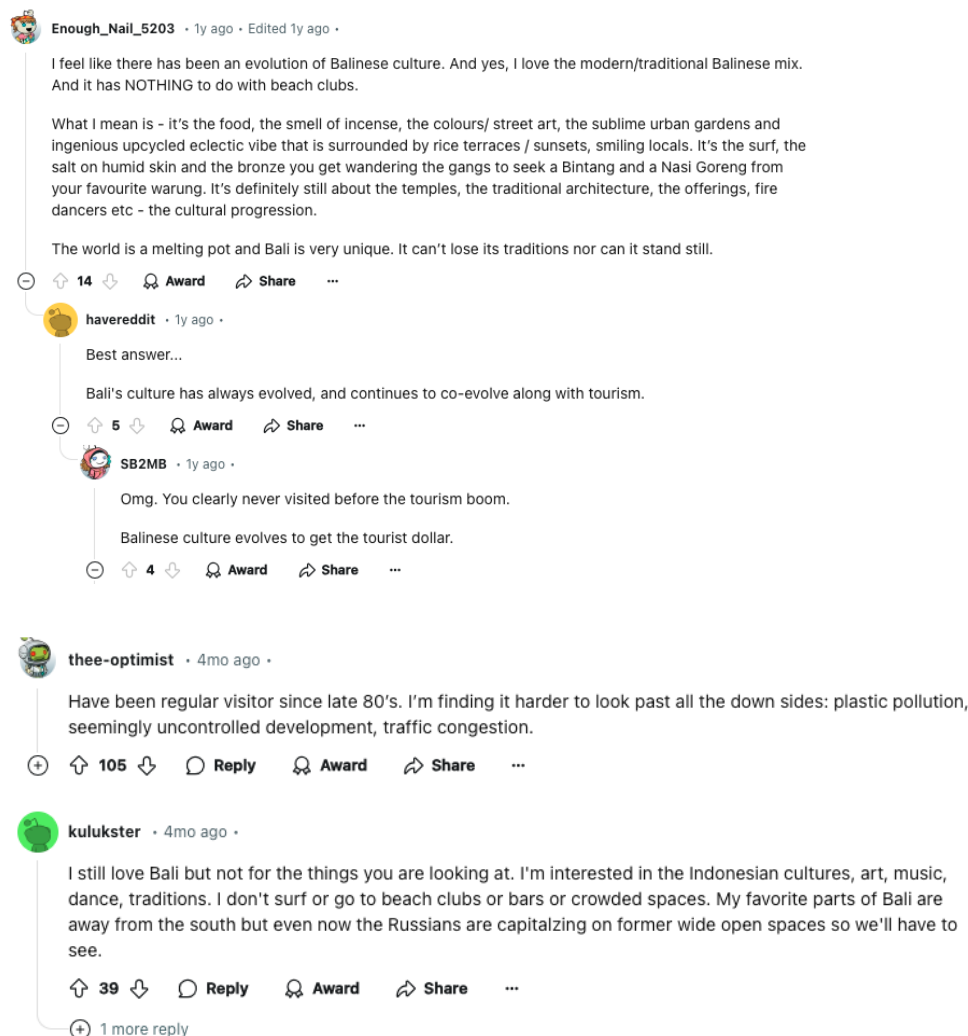 Enough_Nail_5203 • 1y ago • Edited 1y ago •
I feel like there has been an evolution of Balinese culture. And yes, I love the modern/traditional Balinese mix.
And it has NOTHING to do with beach clubs.
What I mean is - it's the food, the smell of incense, the colours/ street art, the sublime urban gardens and
ingenious upcycled eclectic vibe that is surrounded by rice terraces / sunsets, smiling locals. It's the surf, the
salt on humid skin and the bronze you get wandering the gangs to seek a Bintang and a Nasi Goreng from
your favourite warung. It's definitely still about the temples, the traditional architecture, the offerings, fire
dancers etc - the cultural progression.
The world is a melting pot and Bali is very unique. It can't lose its traditions nor can it stand still.
14 Award Share ...
havereddit • 1y ago •
Best answer...
Bali's culture has always evolved, and continues to co-evolve along with tourism.
5 Award Share ...
SB2MB • 1y ago •
Omg. You clearly never visited before the tourism boom.
Balinese culture evolves to get the tourist dollar.
4 Award Share ...
thee-optimist • 4mo ago •
Have been regular visitor since late 80's. I'm finding it harder to look past all the down sides: plastic pollution,
seemingly uncontrolled development, traffic congestion.
105 Reply Award Share ...
kulukster • 4mo ago •
I still love Bali but not for the things you are looking at. I'm interested in the Indonesian cultures, art, music,
dance, traditions. I don't surf or go to beach clubs or bars or crowded spaces. My favorite parts of Bali are
away from the south but even now the Russians are capitalzing on former wide open spaces so we'll have to
see.
39 Reply Award Share ...
1 more reply